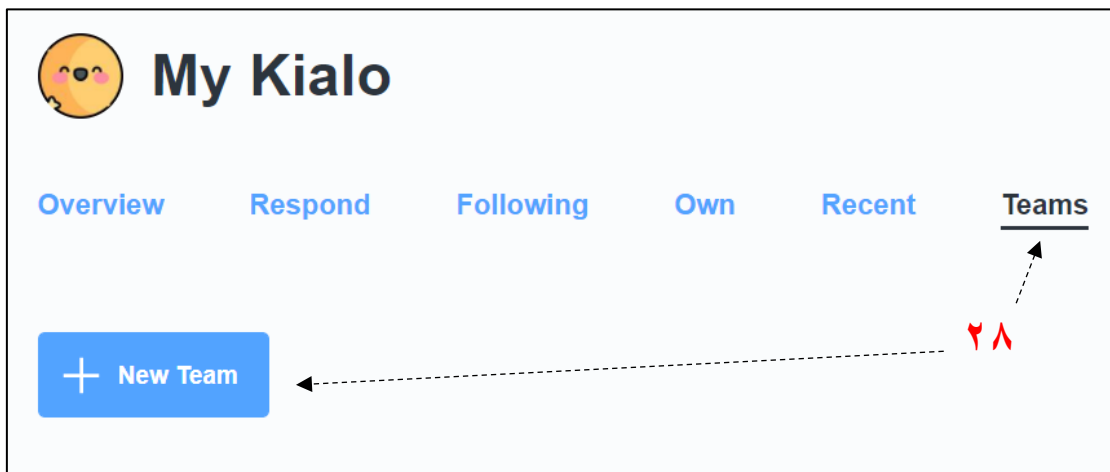 My Kialo
Overview Respond Following Own Recent Teams
۲۸
New Team